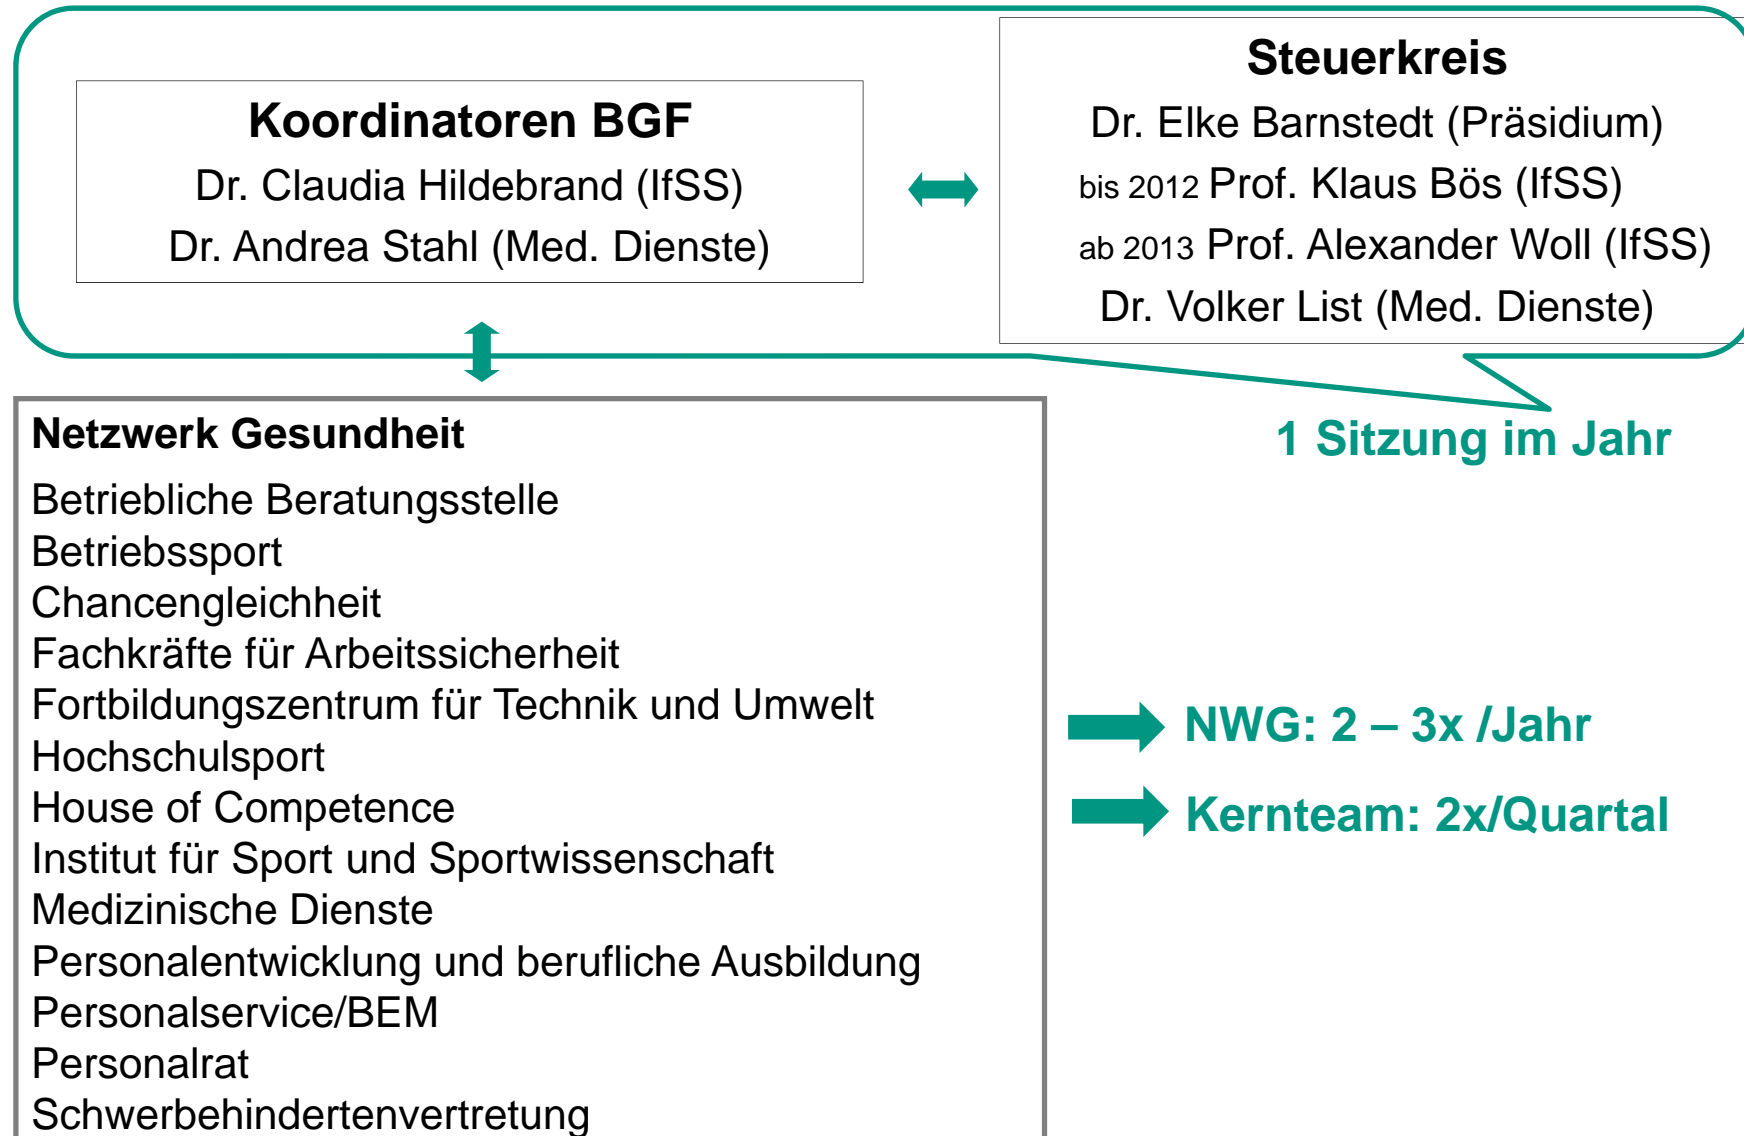 Koordinatoren BGF
Dr. Claudia Hildebrand (IfSS)
Dr. Andrea Stahl (Med. Dienste)
Steuerkreis
Dr. Elke Barnstedt (Präsidium)
bis 2012 Prof. Klaus Bös (IfSS)
ab 2013 Prof. Alexander Woll (IfSS)
Dr. Volker List (Med. Dienste)
1 Sitzung im Jahr
Netzwerk Gesundheit
Betriebliche Beratungsstelle
Betriebssport
Chancengleichheit
Fachkräfte für Arbeitssicherheit
Fortbildungszentrum für Technik und Umwelt
Hochschulsport
House of Competence
Institut für Sport und Sportwissenschaft
Medizinische Dienste
Personalentwicklung und berufliche Ausbildung
Personalservice/BEM
Personalrat
Schwerbehindertenvertretung
NWG: 2 – 3x /Jahr
Kernteam: 2x/Quartal